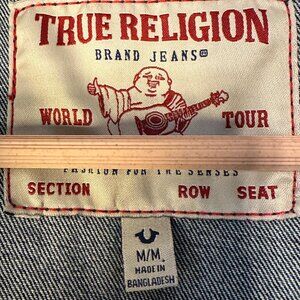 TRUE RELIGION
BRAND JEANS
WORLD TOUR
FASHION FOR THE SENSES
SECTION ROW SEAT
M/M
MADE IN
BANGLADESH